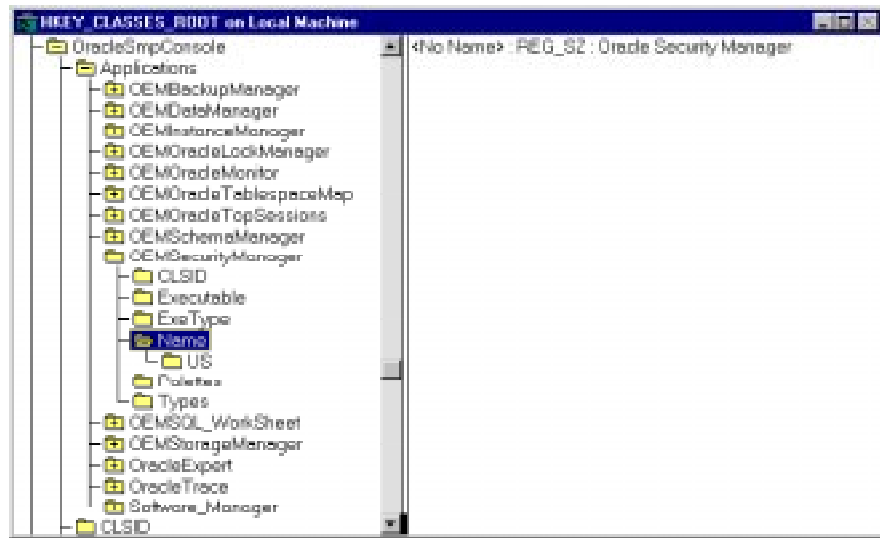 HKEY_CLASSES_ROOT on Local Machine
OracleSmpConsole
Applications
OEMBackupManager
OEMDataManager
OEMInstanceManager
OEMOracleLockManager
OEMOracleMonitor
OEMOracleTablespaceMap
OEMOracleTopSessions
OEMSchemaManager
OEMSecurityManager
CLSID
Executable
ExeType
Name
US
Palettes
Types
OEMSQL_WorkSheet
OEMStorageManager
OracleExpert
OracleTrace
Software_Manager
CLSID
<No Name> : REG_SZ : Oracle Security Manager